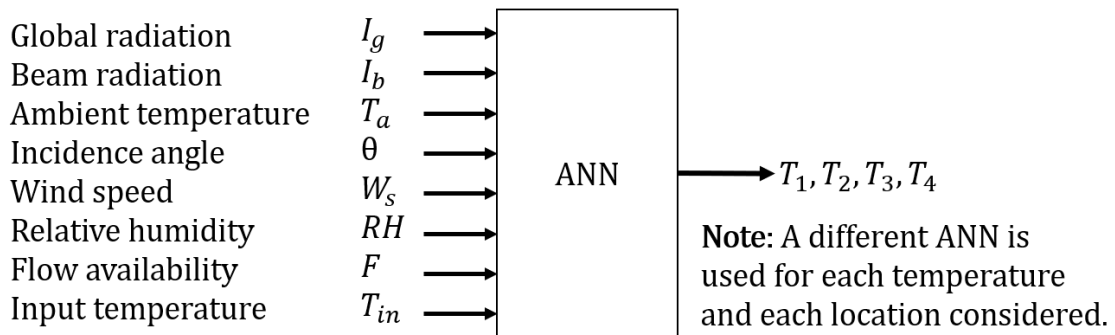 Global radiation I_g
Beam radiation I_b
Ambient temperature T_a
Incidence angle θ
Wind speed W_s
Relative humidity RH
Flow availability F
Input temperature T_in
ANN
T_1, T_2, T_3, T_4
Note: A different ANN is
used for each temperature
and each location considered.